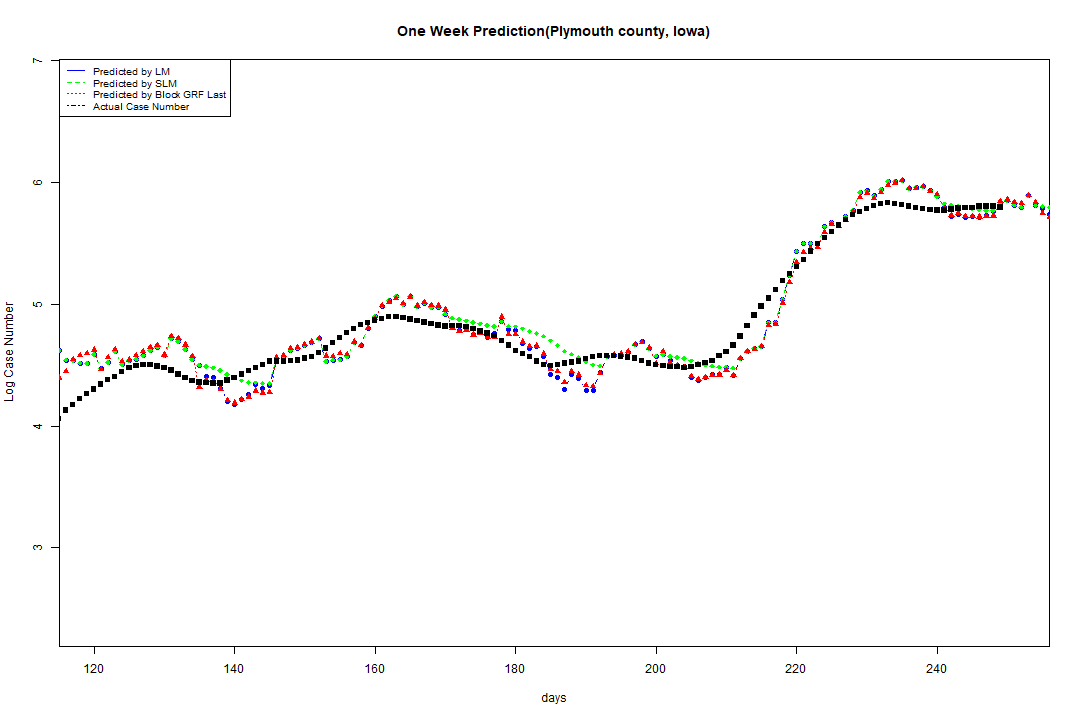 One Week Prediction(Plymouth county, Iowa)
Predicted by LM
Predicted by SLM
Predicted by Block GRF Last
Actual Case Number
7
6
5
4
3
Log Case Number
120 140 160 180 200 220 240
days